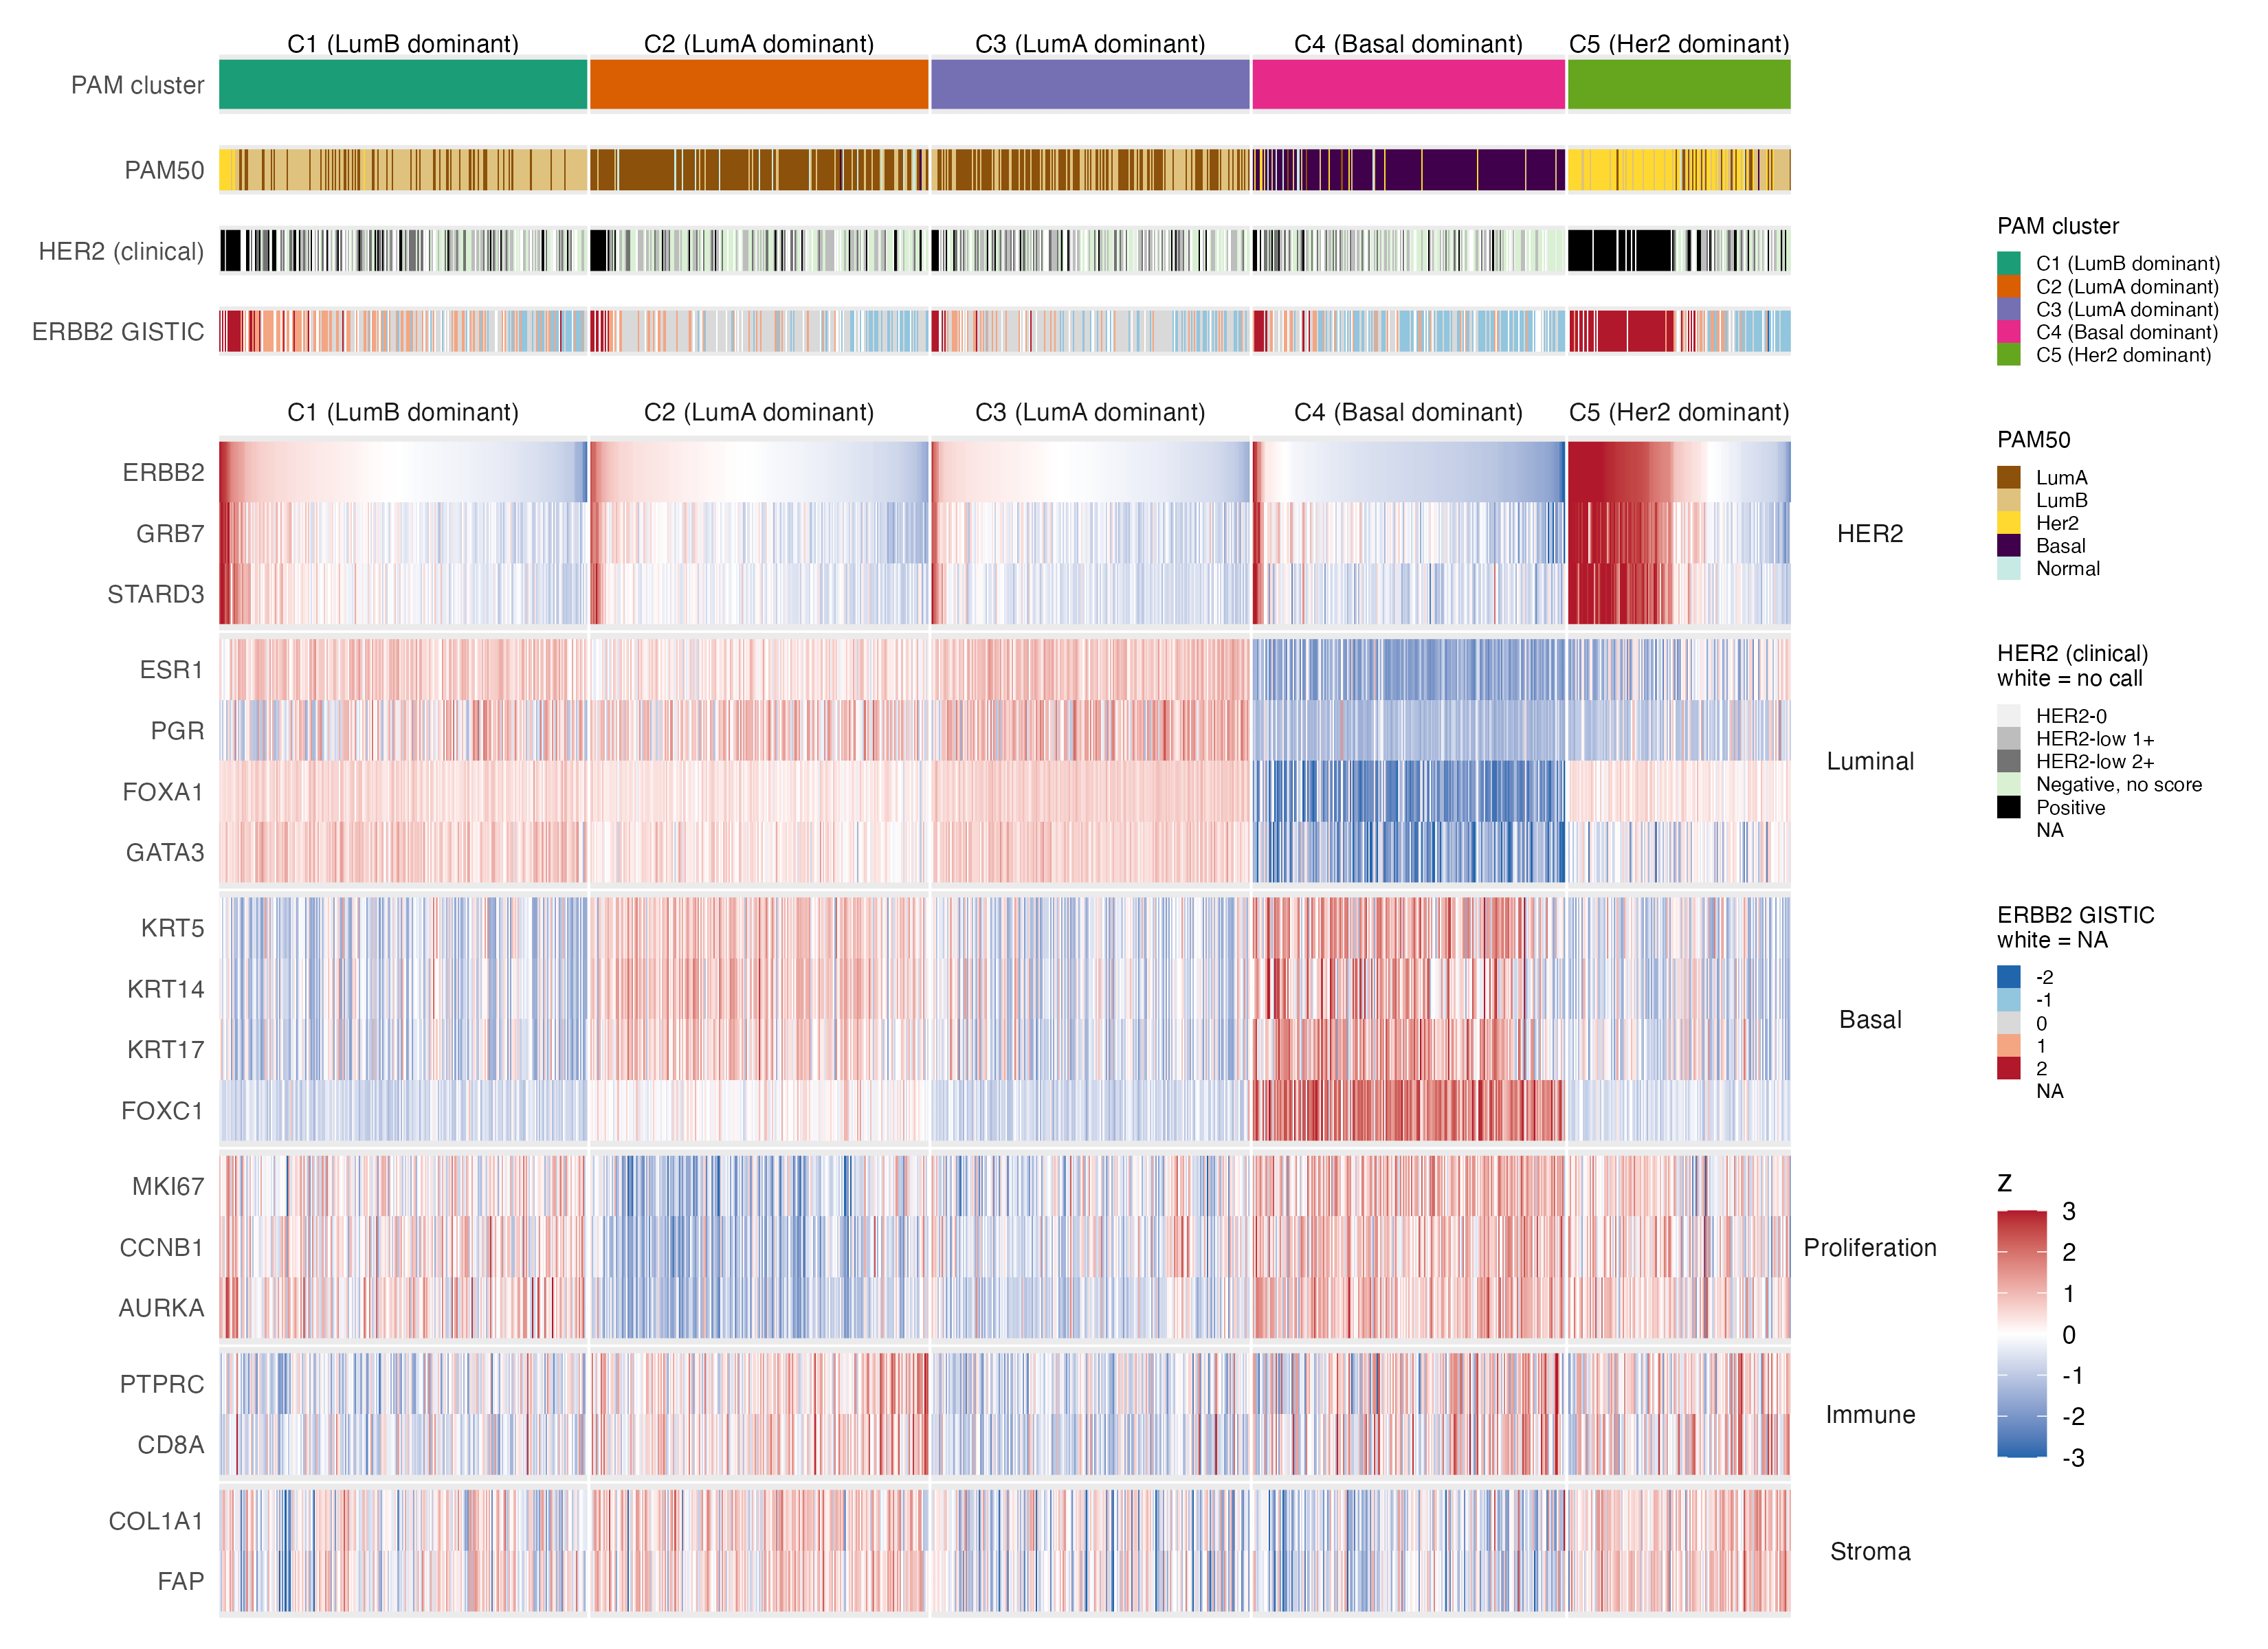 C1 (LumB dominant)
C2 (LumA dominant)
C3 (LumA dominant)
C4 (Basal dominant)
C5 (Her2 dominant)
PAM cluster
PAM50
HER2 (clinical)
ERBB2 GISTIC
C1 (LumB dominant)
C2 (LumA dominant)
C3 (LumA dominant)
C4 (Basal dominant)
C5 (Her2 dominant)
ERBB2
GRB7
STARD3
HER2
ESR1
PGR
FOXA1
GATA3
Luminal
KRT5
KRT14
KRT17
FOXC1
Basal
MKI67
CCNB1
AURKA
Proliferation
PTPRC
CD8A
Immune
COL1A1
FAP
Stroma
PAM cluster
C1 (LumB dominant)
C2 (LumA dominant)
C3 (LumA dominant)
C4 (Basal dominant)
C5 (Her2 dominant)
PAM50
LumA
LumB
Her2
Basal
Normal
HER2 (clinical)
white = no call
HER2-0
HER2-low 1+
HER2-low 2+
Negative, no score
Positive
NA
ERBB2 GISTIC
white = NA
-2
-1
0
1
2
NA
z
3
2
1
0
-1
-2
-3